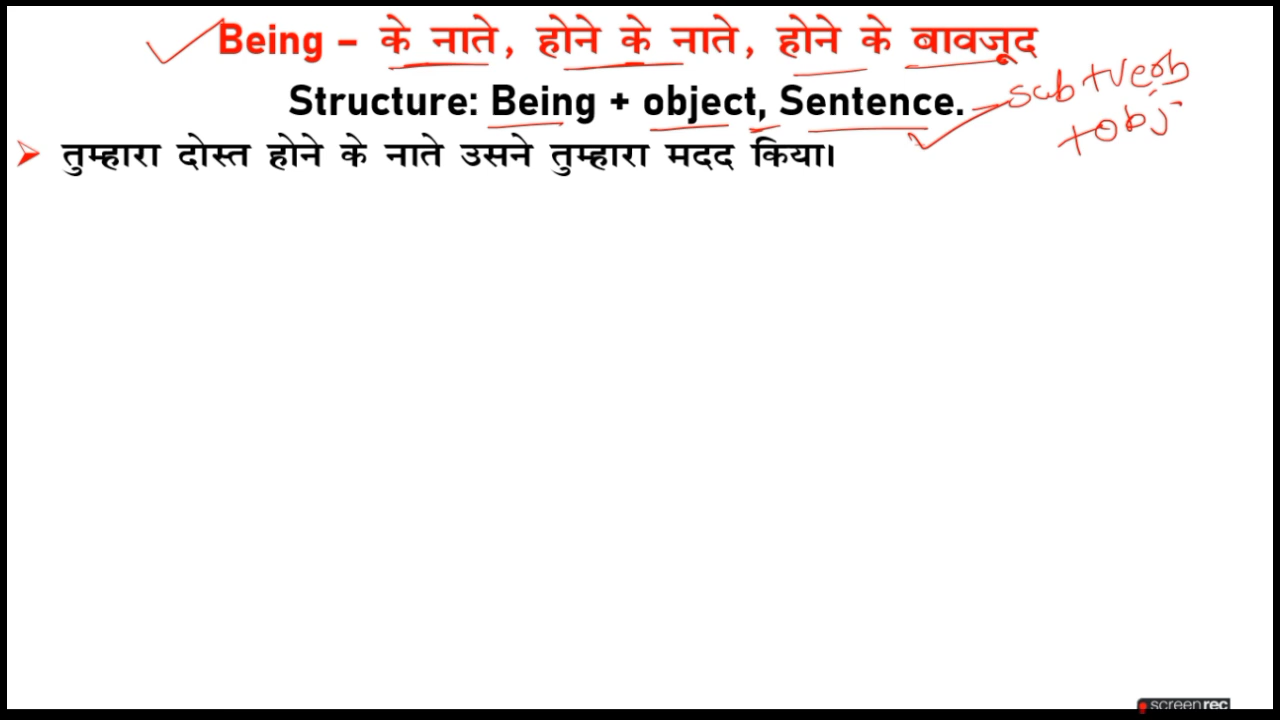 Being – के नाते, होने के नाते, होने के बावजूद
Structure: Being + object, Sentence.
sub + verb
+ obj
तुम्हारा दोस्त होने के नाते उसने तुम्हारा मदद किया।
screenrec